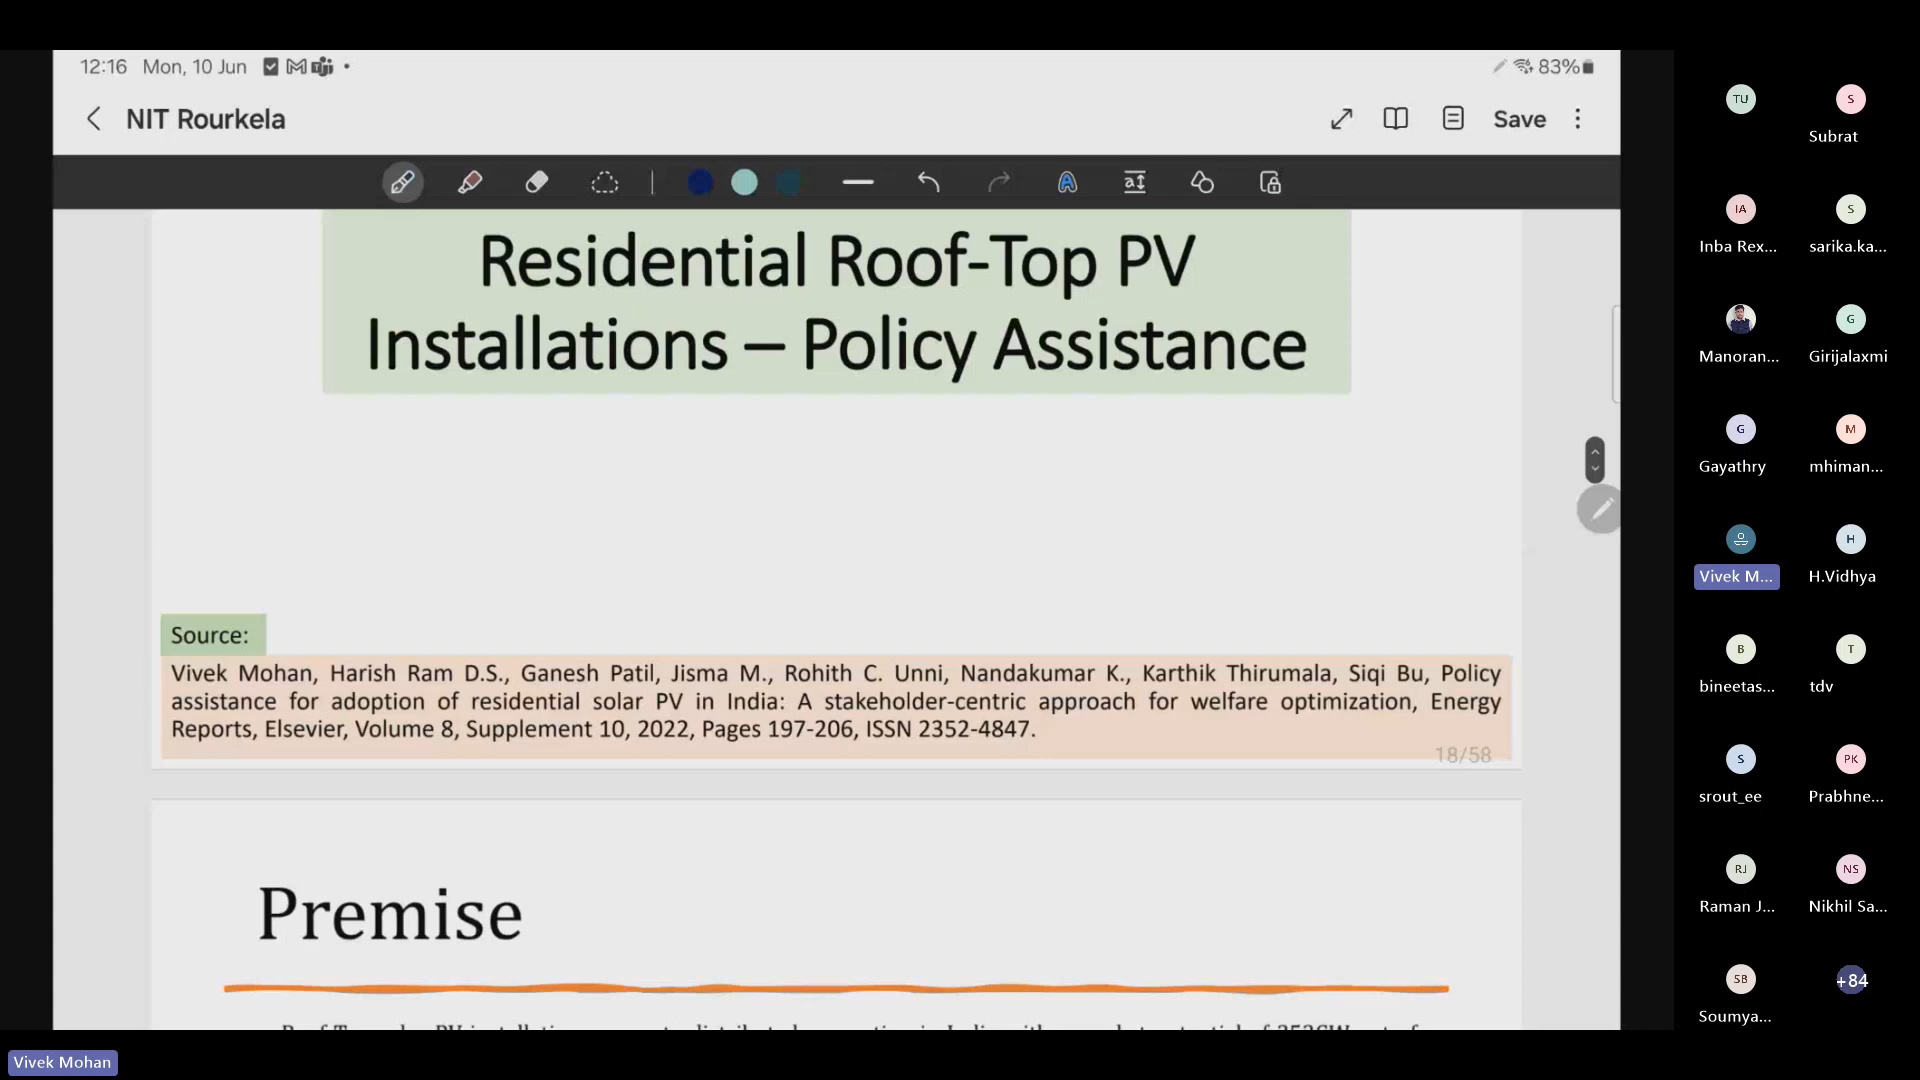 12:16 Mon, 10 Jun
83%
NIT Rourkela
Save
Residential Roof-Top PV
Installations – Policy Assistance
Source:
Vivek Mohan, Harish Ram D.S., Ganesh Patil, Jisma M., Rohith C. Unni, Nandakumar K., Karthik Thirumala, Siqi Bu, Policy
assistance for adoption of residential solar PV in India: A stakeholder-centric approach for welfare optimization, Energy
Reports, Elsevier, Volume 8, Supplement 10, 2022, Pages 197-206, ISSN 2352-4847.
18/58
Premise
TU
S
Subrat
IA
S
Inba Rex...
sarika.ka...
G
Manoran...
Girijalaxmi
G
M
Gayathry
mhiman...
H
Vivek M...
H.Vidhya
B
T
bineetas...
tdv
S
PK
srout_ee
Prabhne...
RJ
NS
Raman J...
Nikhil Sa...
SB
+84
Soumya...
Vivek Mohan